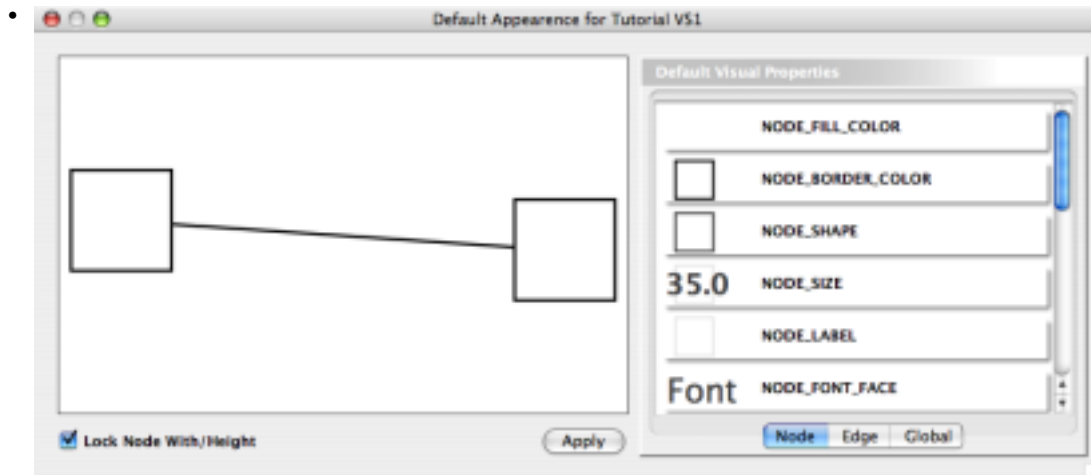 Default Appearence for Tutorial VS1
Default Visual Properties
NODE_FILL_COLOR
NODE_BORDER_COLOR
NODE_SHAPE
35.0 NODE_SIZE
NODE_LABEL
Font NODE_FONT_FACE
Lock Node With/Height
Apply
Node Edge Global